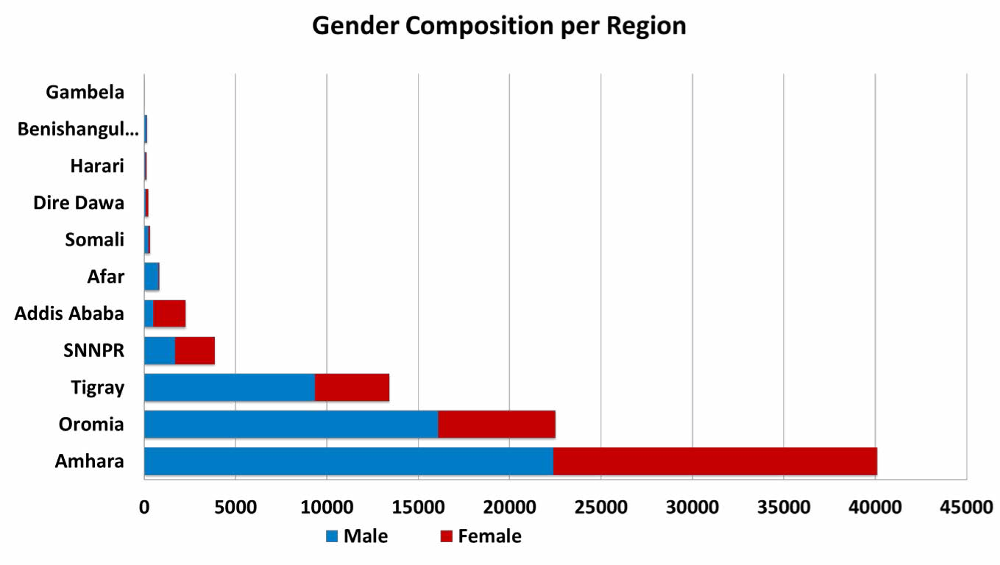 Gender Composition per Region
Gambela
Benishangul...
Harari
Dire Dawa
Somali
Afar
Addis Ababa
SNNPR
Tigray
Oromia
Amhara
0 5000 10000 15000 20000 25000 30000 35000 40000 45000
Male Female